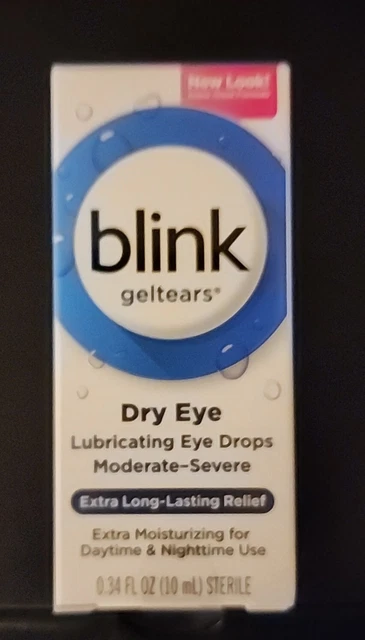 New Look!
blink
geltears®
Dry Eye
Lubricating Eye Drops
Moderate–Severe
Extra Long-Lasting Relief
Extra Moisturizing for
Daytime & Nighttime Use
0.34 FL OZ (10 mL) STERILE